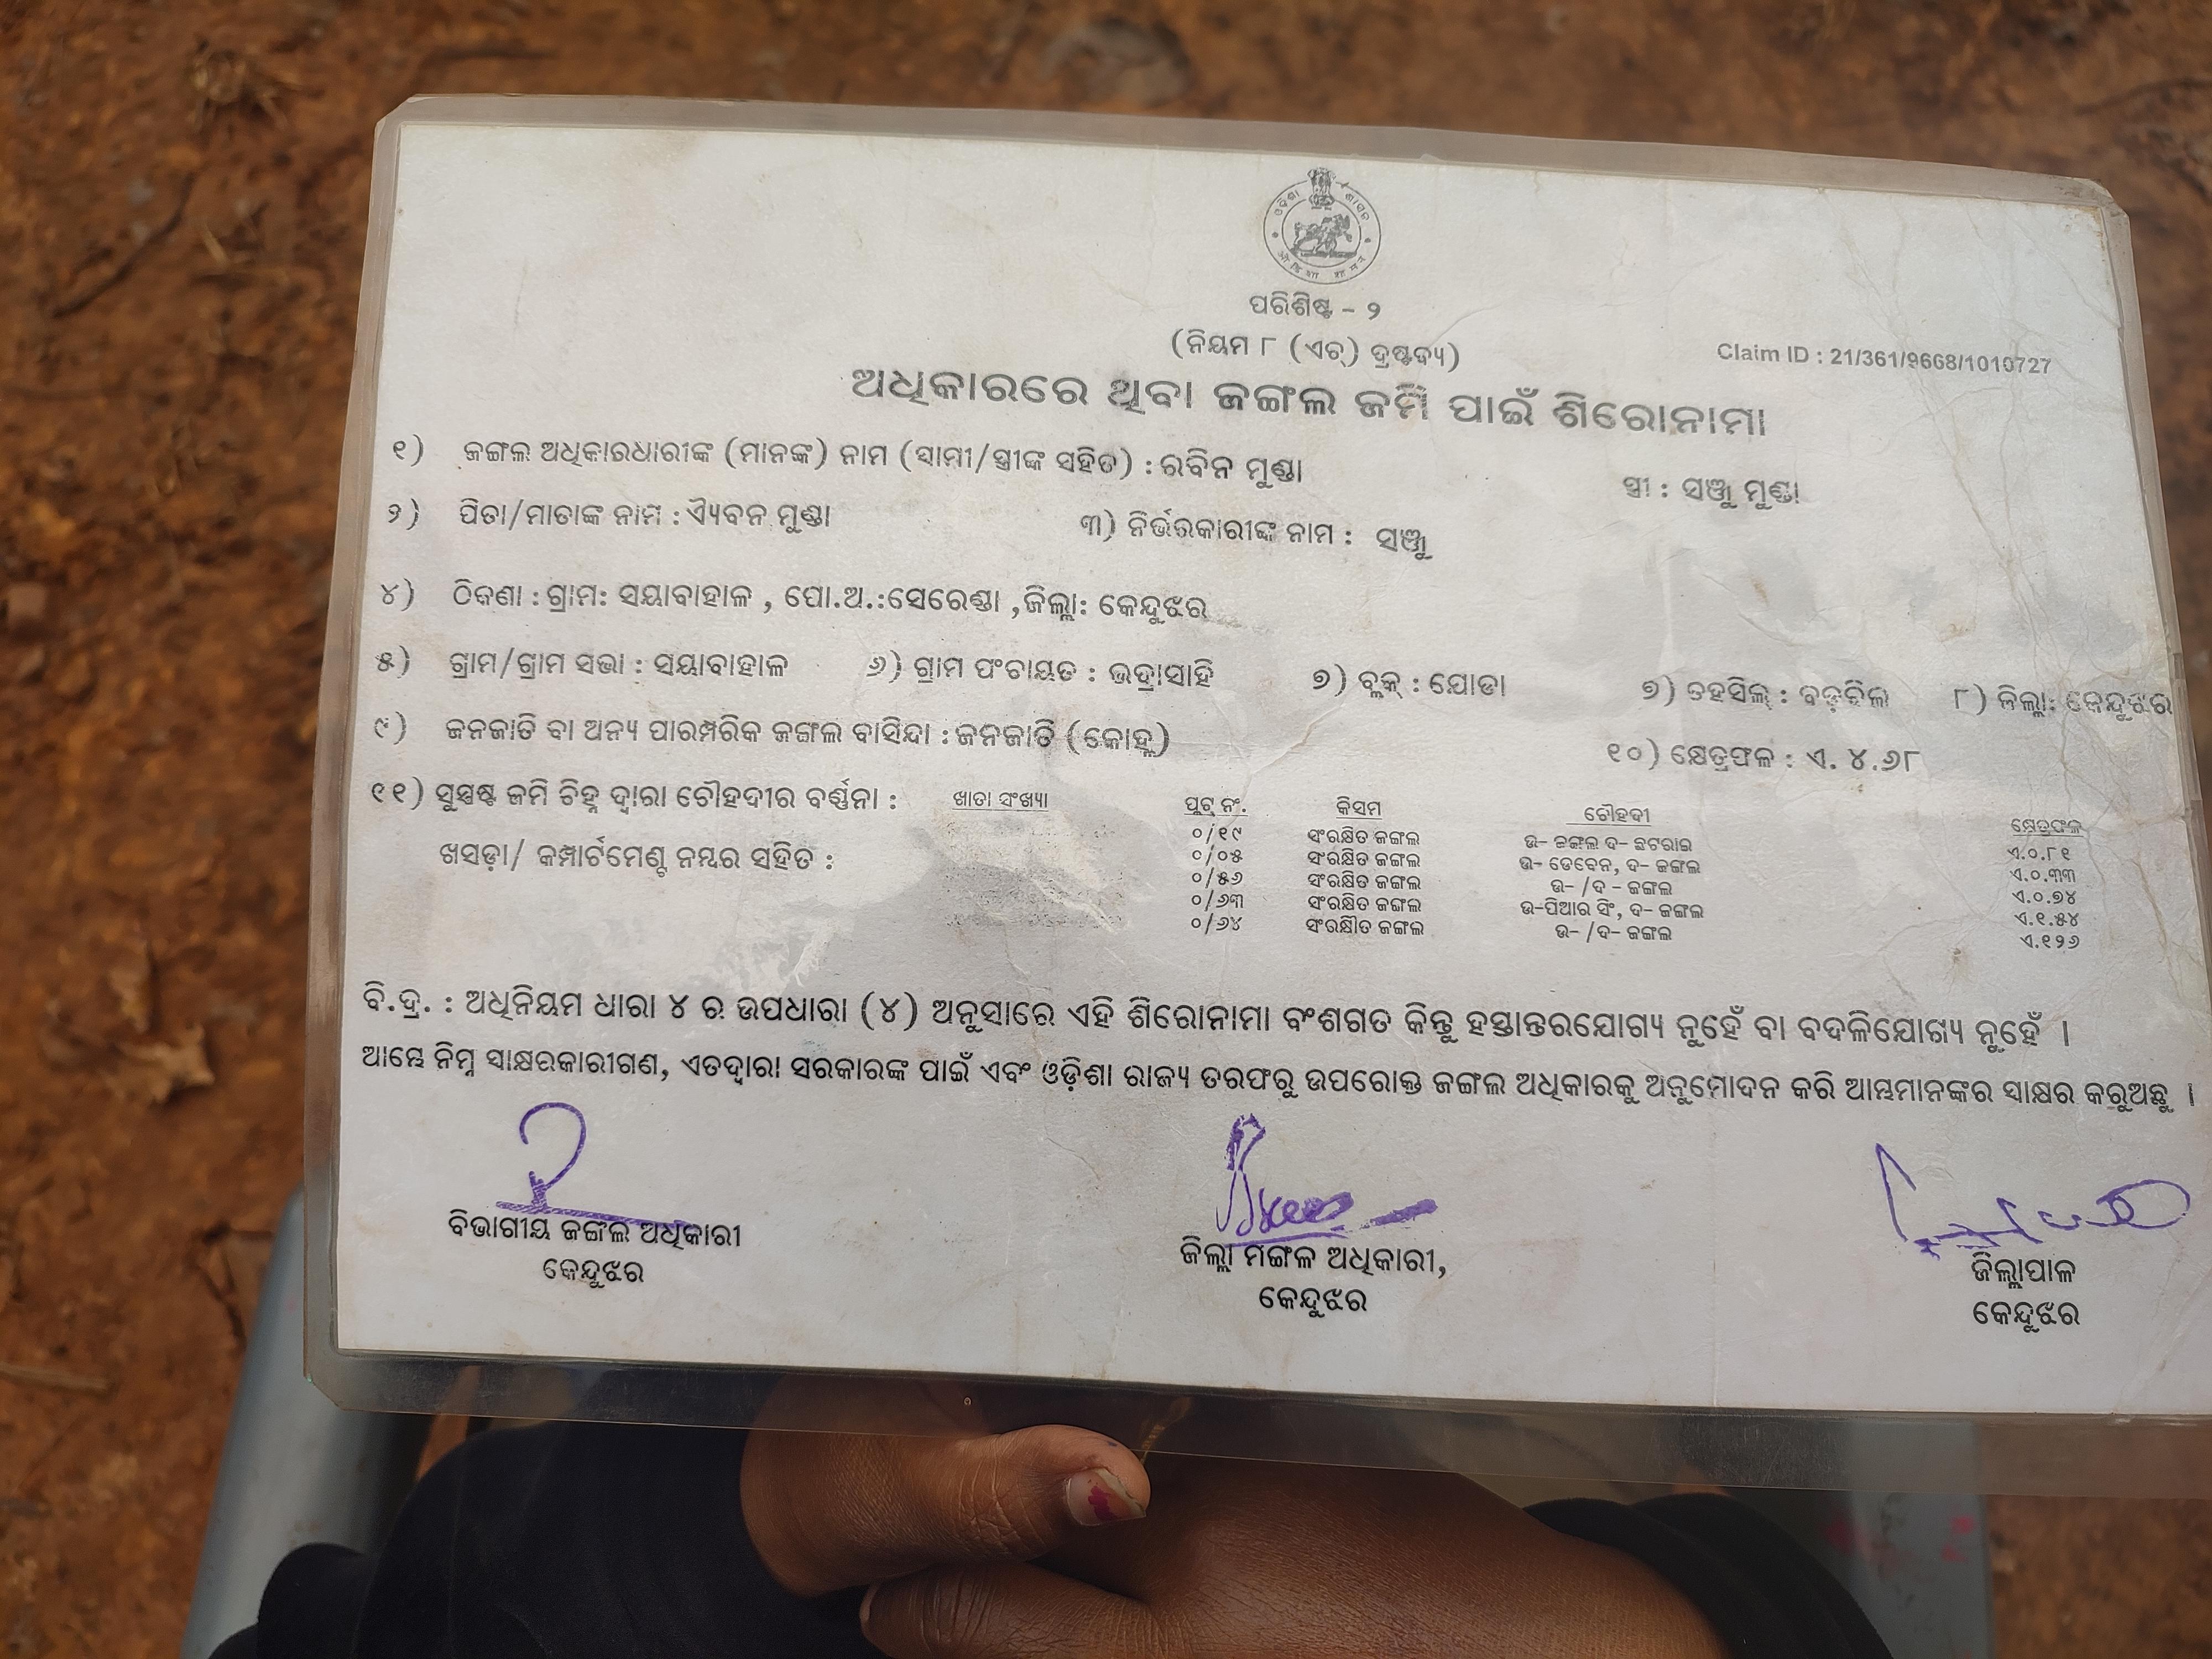 ଓଡ଼ିଶା ଶାସନ
ପରିଶିଷ୍ଟ - ୨
(ନିୟମ ୮ (ଏଚ୍) ଦ୍ରଷ୍ଟବ୍ୟ)
Claim ID : 21/361/9668/1010727
ଅଧିକାରରେ ଥିବା ଜଙ୍ଗଲ ଜମି ପାଇଁ ଶିରୋନାମା
୧) ଜଙ୍ଗଲ ଅଧିକାରଧାରୀଙ୍କ (ମାନଙ୍କ) ନାମ (ସ୍ୱାମୀ/ସ୍ତ୍ରୀଙ୍କ ସହିତ) : ରବିନ ମୁଣ୍ଡା ସ୍ତ୍ରୀ : ସଞ୍ଜୁ ମୁଣ୍ଡା
୨) ପିତା/ମାତାଙ୍କ ନାମ : ଯୈବନ ମୁଣ୍ଡା ୩) ନିର୍ଭରକାରୀଙ୍କ ନାମ : ସଞ୍ଜୁ
୪) ଠିକଣା : ଗ୍ରାମ: ସୟାବାହାଳ , ପୋ.ଅ.:ସେରେଣ୍ଡା ,ଜିଲ୍ଲା: କେନ୍ଦୁଝର
୫) ଗ୍ରାମ/ଗ୍ରାମ ସଭା : ସୟାବାହାଳ ୬) ଗ୍ରାମ ପଂଚାୟତ : ଭଦ୍ରାସାହି ୭) ବ୍ଲକ୍ : ଯୋଡା ୭) ତହସିଲ୍ : ବଡ଼ବିଲ ୮) ଜିଲ୍ଲା: କେନ୍ଦୁଝର
୯) ଜନଜାତି ବା ଅନ୍ୟ ପାରମ୍ପରିକ ଜଙ୍ଗଲ ବାସିନ୍ଦା : ଜନଜାତି (କୋହ୍ଲ) ୧୦) କ୍ଷେତ୍ରଫଳ : ଏ. ୪.୬୮
୧୧) ସୁସ୍ପଷ୍ଟ ଜମି ଚିହ୍ନ ଦ୍ୱାରା ଚୌହଦୀର ବର୍ଣ୍ଣନା : ଖାତା ସଂଖ୍ୟା ପ୍ଲଟ୍ ନଂ. କିସମ ଚୌହଦୀ କ୍ଷେତ୍ରଫଳ
ଖସଡ଼ା/ କମ୍ପାର୍ଟମେଣ୍ଟ ନମ୍ବର ସହିତ :
୦/୧୯ ସଂରକ୍ଷିତ ଜଙ୍ଗଲ ଉ- ଜଙ୍ଗଲ ଦ- ଛଟରାଇ ଏ.୦.୮୧
୦/୦୫ ସଂରକ୍ଷିତ ଜଙ୍ଗଲ ଉ- ଡେବେନ, ଦ- ଜଙ୍ଗଲ ଏ.୦.୩୩
୦/୫୬ ସଂରକ୍ଷିତ ଜଙ୍ଗଲ ଉ- /ଦ - ଜଙ୍ଗଲ ଏ.୦.୭୪
୦/୬୩ ସଂରକ୍ଷିତ ଜଙ୍ଗଲ ଉ-ପିଆର ସିଂ, ଦ- ଜଙ୍ଗଲ ଏ.୧.୫୪
୦/୬୪ ସଂରକ୍ଷିତ ଜଙ୍ଗଲ ଉ- /ଦ- ଜଙ୍ଗଲ ଏ.୧୨୬
ବି.ଦ୍ର. : ଅଧିନିୟମ ଧାରା ୪ ର ଉପଧାରା (୪) ଅନୁସାରେ ଏହି ଶିରୋନାମା ବଂଶଗତ କିନ୍ତୁ ହସ୍ତାନ୍ତରଯୋଗ୍ୟ ନୁହେଁ ବା ବଦଳିଯୋଗ୍ୟ ନୁହେଁ ।
ଆମ୍ଭେ ନିମ୍ନ ସ୍ୱାକ୍ଷରକାରୀଗଣ, ଏତଦ୍ୱାରା ସରକାରଙ୍କ ପାଇଁ ଏବଂ ଓଡ଼ିଶା ରାଜ୍ୟ ତରଫରୁ ଉପରୋକ୍ତ ଜଙ୍ଗଲ ଅଧିକାରକୁ ଅନୁମୋଦନ କରି ଆମ୍ଭମାନଙ୍କର ସ୍ୱାକ୍ଷର କରୁଅଛୁ ।
ବିଭାଗୀୟ ଜଙ୍ଗଲ ଅଧିକାରୀ
କେନ୍ଦୁଝର
ଜିଲ୍ଲା ମଙ୍ଗଳ ଅଧିକାରୀ,
କେନ୍ଦୁଝର
ଜିଲ୍ଲାପାଳ
କେନ୍ଦୁଝର